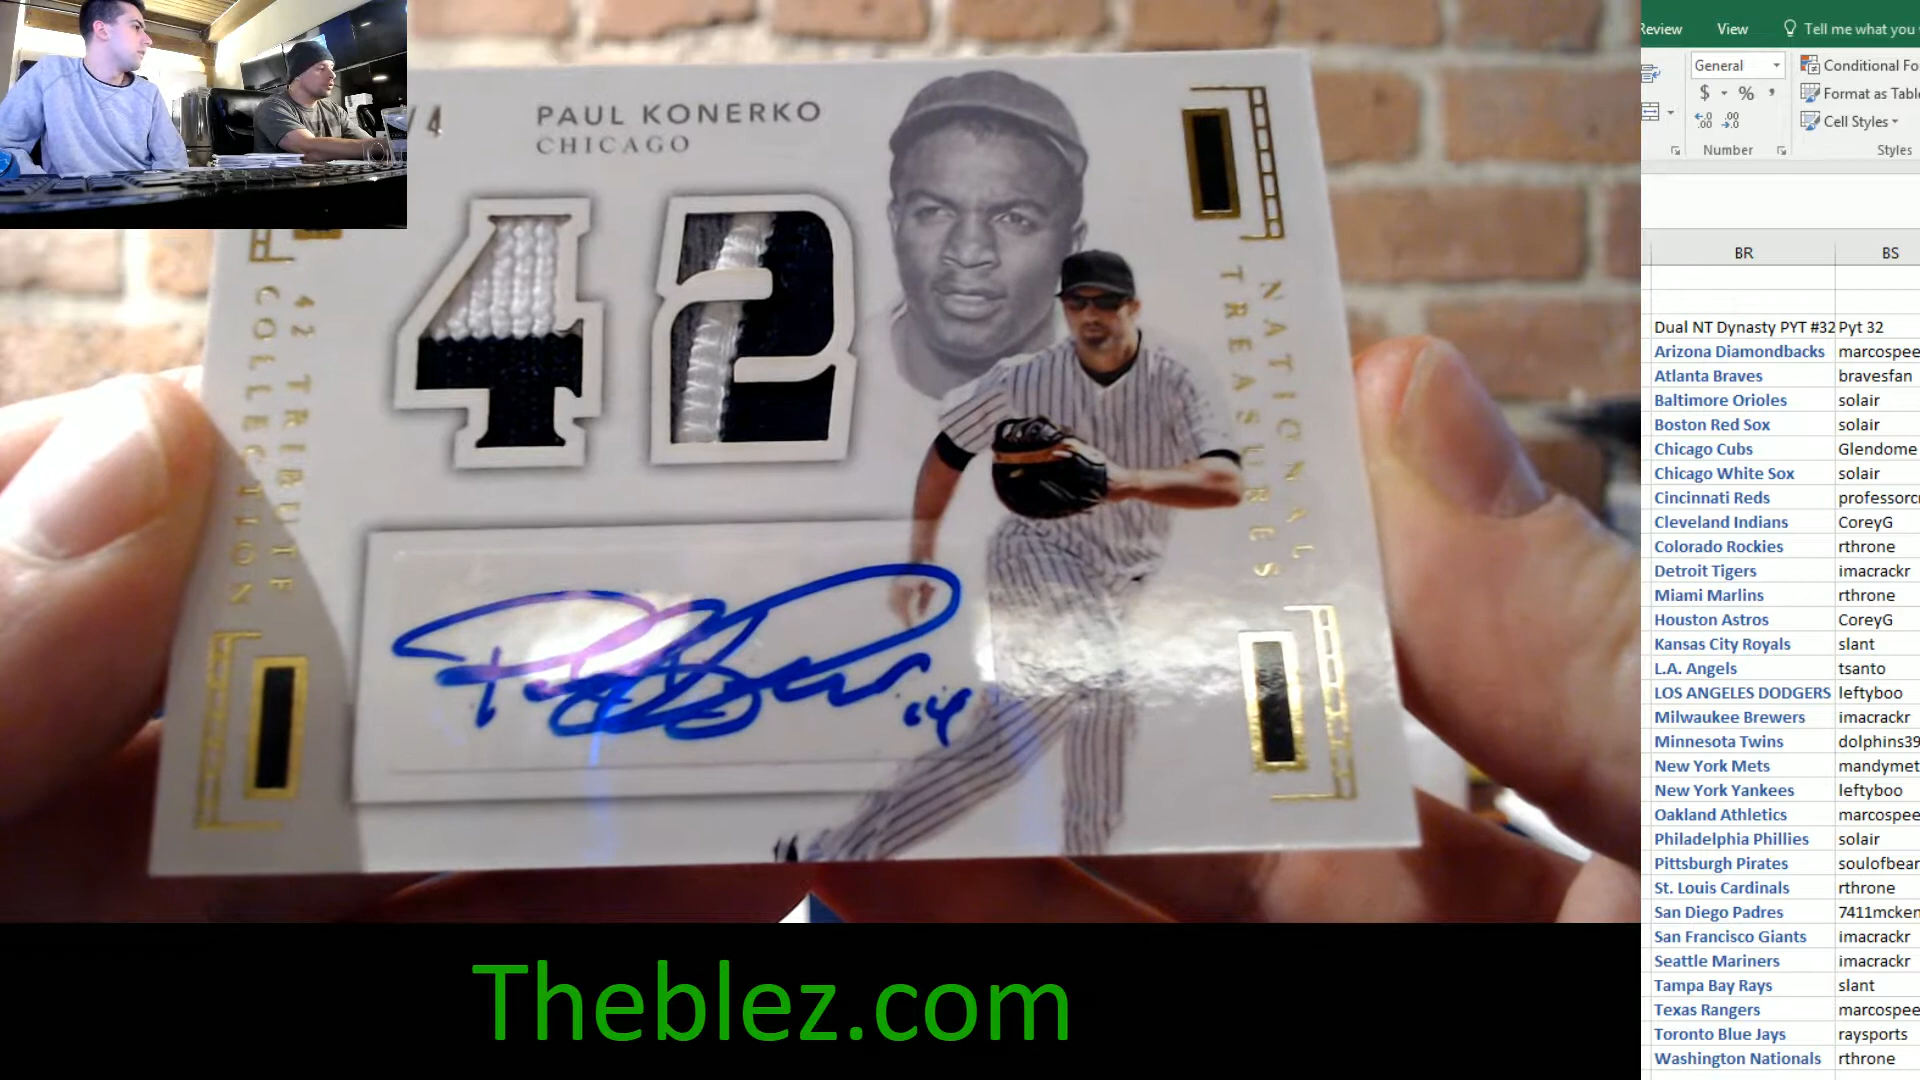 /4
PAUL KONERKO
CHICAGO
42 TRIBUTE
COLLECTION
NATIONAL
TREASURES
42
14
Theblez.com
Review View Tell me what you
General
Conditional Fo
$ % ,
Format as Table
Cell Styles
Number
Styles
BR BS
Dual NT Dynasty PYT #32 Pyt 32
Arizona Diamondbacks marcospee
Atlanta Braves bravesfan
Baltimore Orioles solair
Boston Red Sox solair
Chicago Cubs Glendome
Chicago White Sox solair
Cincinnati Reds professorcr
Cleveland Indians CoreyG
Colorado Rockies rthrone
Detroit Tigers imacrackr
Miami Marlins rthrone
Houston Astros CoreyG
Kansas City Royals slant
L.A. Angels tsanto
LOS ANGELES DODGERS leftyboo
Milwaukee Brewers imacrackr
Minnesota Twins dolphins39
New York Mets mandymet
New York Yankees leftyboo
Oakland Athletics marcospee
Philadelphia Phillies solair
Pittsburgh Pirates soulofbear
St. Louis Cardinals rthrone
San Diego Padres 7411mcken
San Francisco Giants imacrackr
Seattle Mariners imacrackr
Tampa Bay Rays slant
Texas Rangers marcospee
Toronto Blue Jays raysports
Washington Nationals rthrone